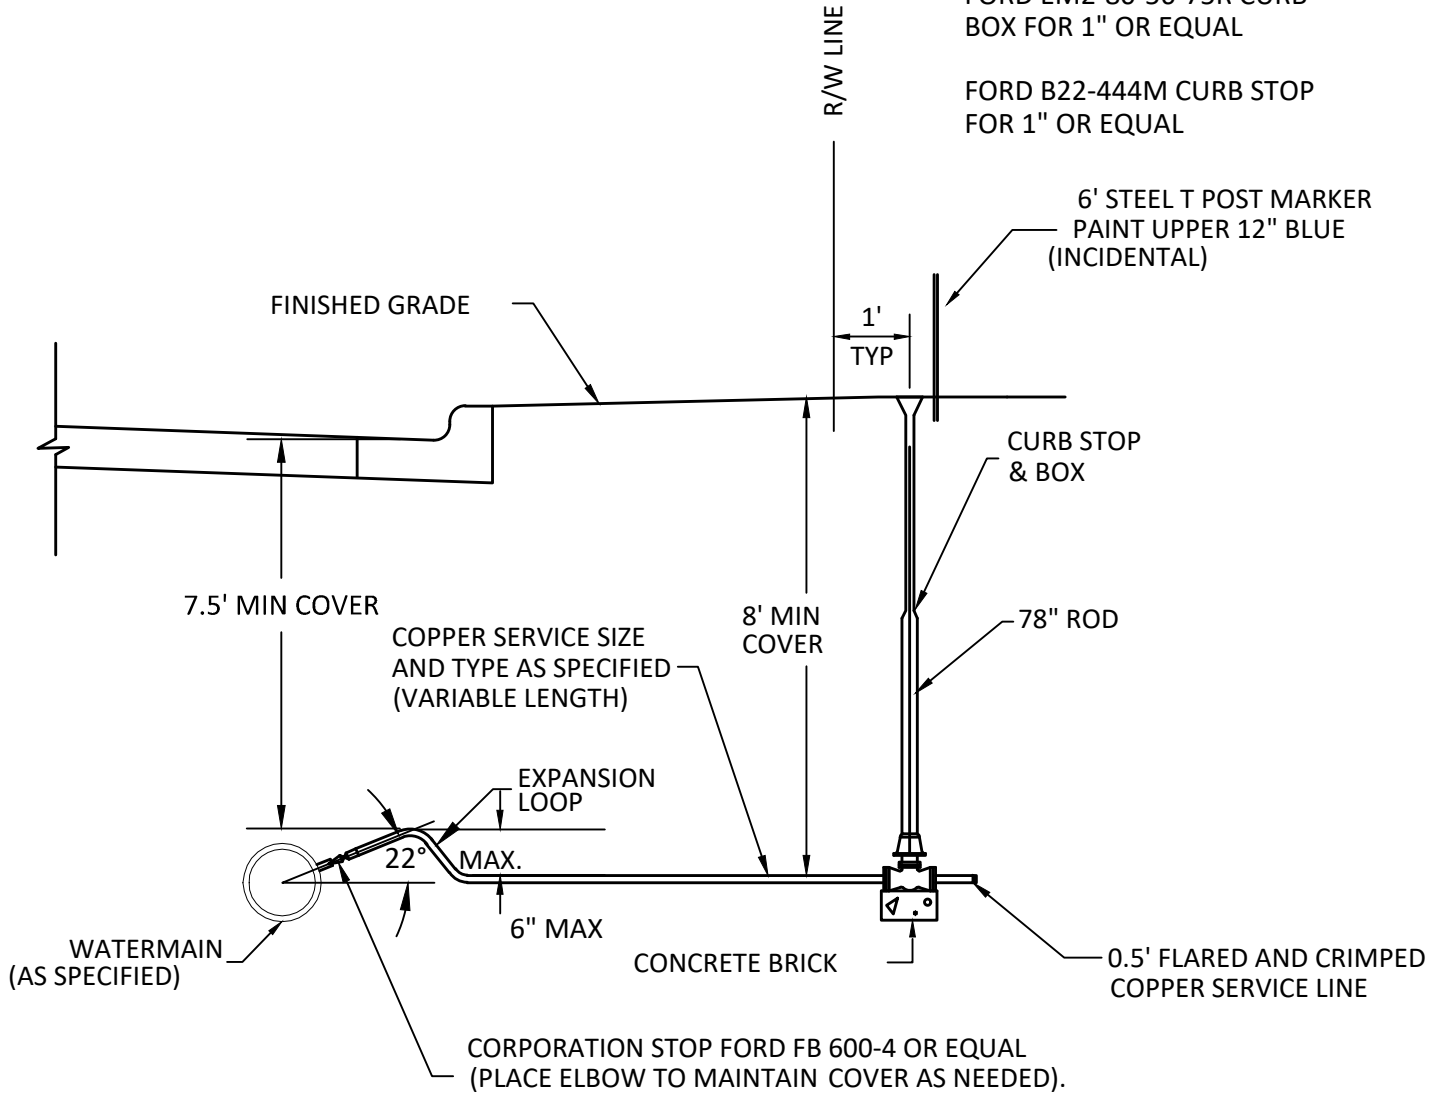 BOX FOR 1" OR EQUAL
FORD B22-444M CURB STOP
FOR 1" OR EQUAL
R/W LINE
6' STEEL T POST MARKER
PAINT UPPER 12" BLUE
(INCIDENTAL)
FINISHED GRADE
1'
TYP
CURB STOP
& BOX
7.5' MIN COVER
8' MIN
COVER
78" ROD
COPPER SERVICE SIZE
AND TYPE AS SPECIFIED
(VARIABLE LENGTH)
EXPANSION
LOOP
22°
MAX.
6" MAX
WATERMAIN
(AS SPECIFIED)
CONCRETE BRICK
0.5' FLARED AND CRIMPED
COPPER SERVICE LINE
CORPORATION STOP FORD FB 600-4 OR EQUAL
(PLACE ELBOW TO MAINTAIN COVER AS NEEDED).